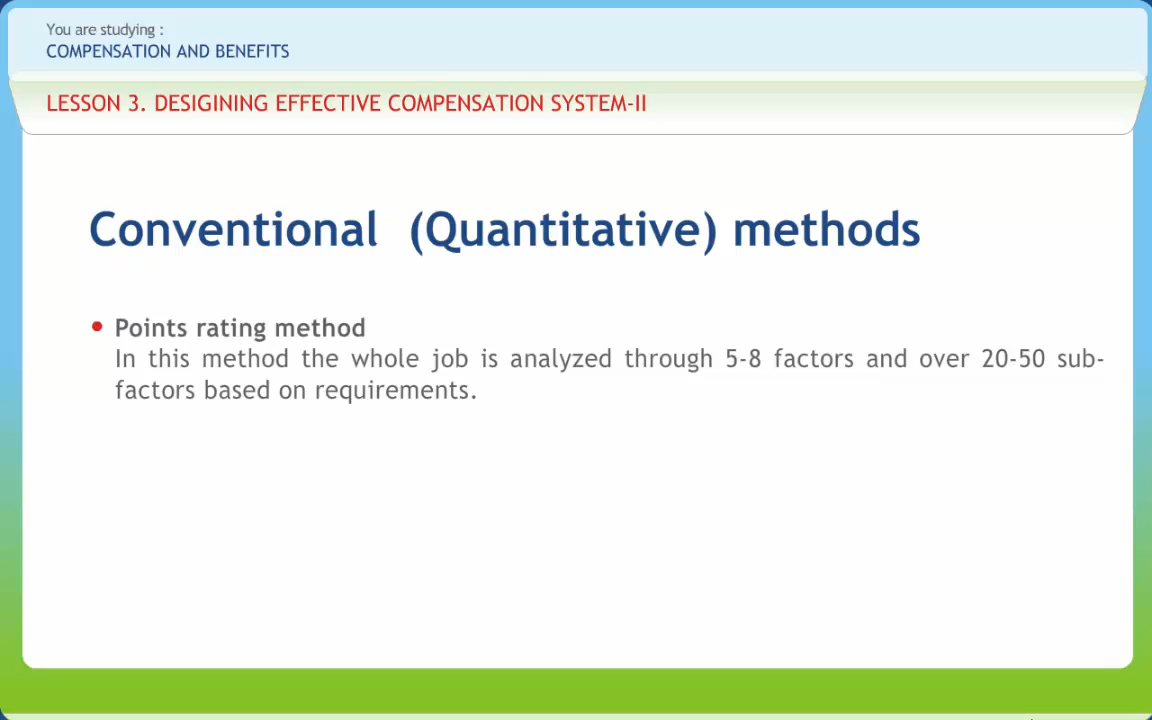 You are studying :
COMPENSATION AND BENEFITS
LESSON 3. DESIGINING EFFECTIVE COMPENSATION SYSTEM-II
Conventional (Quantitative) methods
• Points rating method
In this method the whole job is analyzed through 5-8 factors and over 20-50 sub-
factors based on requirements.